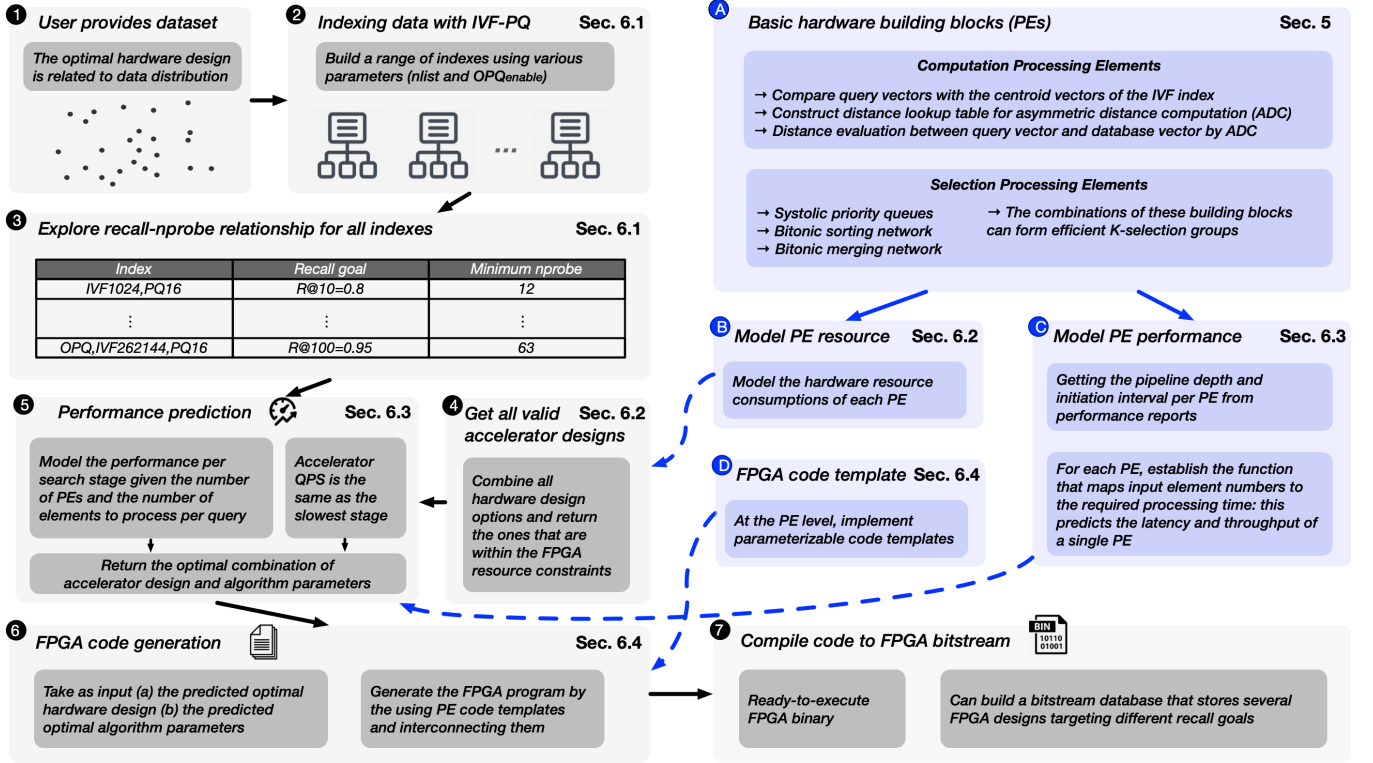 1 User provides dataset
The optimal hardware design
is related to data distribution
2 Indexing data with IVF-PQ Sec. 6.1
Build a range of indexes using various
parameters (nlist and OPQenable)
...
3 Explore recall-nprobe relationship for all indexes Sec. 6.1
Index Recall goal Minimum nprobe
IVF1024,PQ16 R@10=0.8 12
⋮ ⋮ ⋮
OPQ,IVF262144,PQ16 R@100=0.95 63
5 Performance prediction Sec. 6.3
Model the performance per
search stage given the number
of PEs and the number of
elements to process per query
Accelerator
QPS is the
same as the
slowest stage
Return the optimal combination of
accelerator design and algorithm parameters
4 Get all valid Sec. 6.2
accelerator designs
Combine all
hardware design
options and return
the ones that are
within the FPGA
resource constraints
6 FPGA code generation Sec. 6.4
Take as input (a) the predicted optimal
hardware design (b) the predicted
optimal algorithm parameters
Generate the FPGA program by
the using PE code templates
and interconnecting them
A Basic hardware building blocks (PEs) Sec. 5
Computation Processing Elements
→ Compare query vectors with the centroid vectors of the IVF index
→ Construct distance lookup table for asymmetric distance computation (ADC)
→ Distance evaluation between query vector and database vector by ADC
Selection Processing Elements
→ Systolic priority queues
→ Bitonic sorting network
→ Bitonic merging network
→ The combinations of these building blocks
can form efficient K-selection groups
B Model PE resource Sec. 6.2
Model the hardware resource
consumptions of each PE
C Model PE performance Sec. 6.3
Getting the pipeline depth and
initiation interval per PE from
performance reports
For each PE, establish the function
that maps input element numbers to
the required processing time: this
predicts the latency and throughput of
a single PE
D FPGA code template Sec. 6.4
At the PE level, implement
parameterizable code templates
7 Compile code to FPGA bitstream
BIN
10110
01001
Ready-to-execute
FPGA binary
Can build a bitstream database that stores several
FPGA designs targeting different recall goals